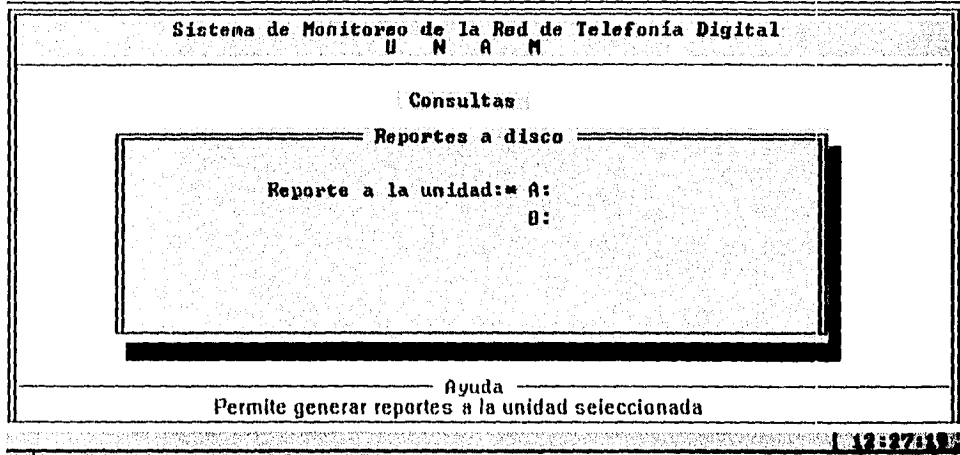 Sistema de Monitoreo de la Red de Telefonía Digital
U N A M
Consultas
Reportes a disco
Reporte a la unidad:* A:
B:
Ayuda
Permite generar reportes a la unidad seleccionada
[ 12:27:19